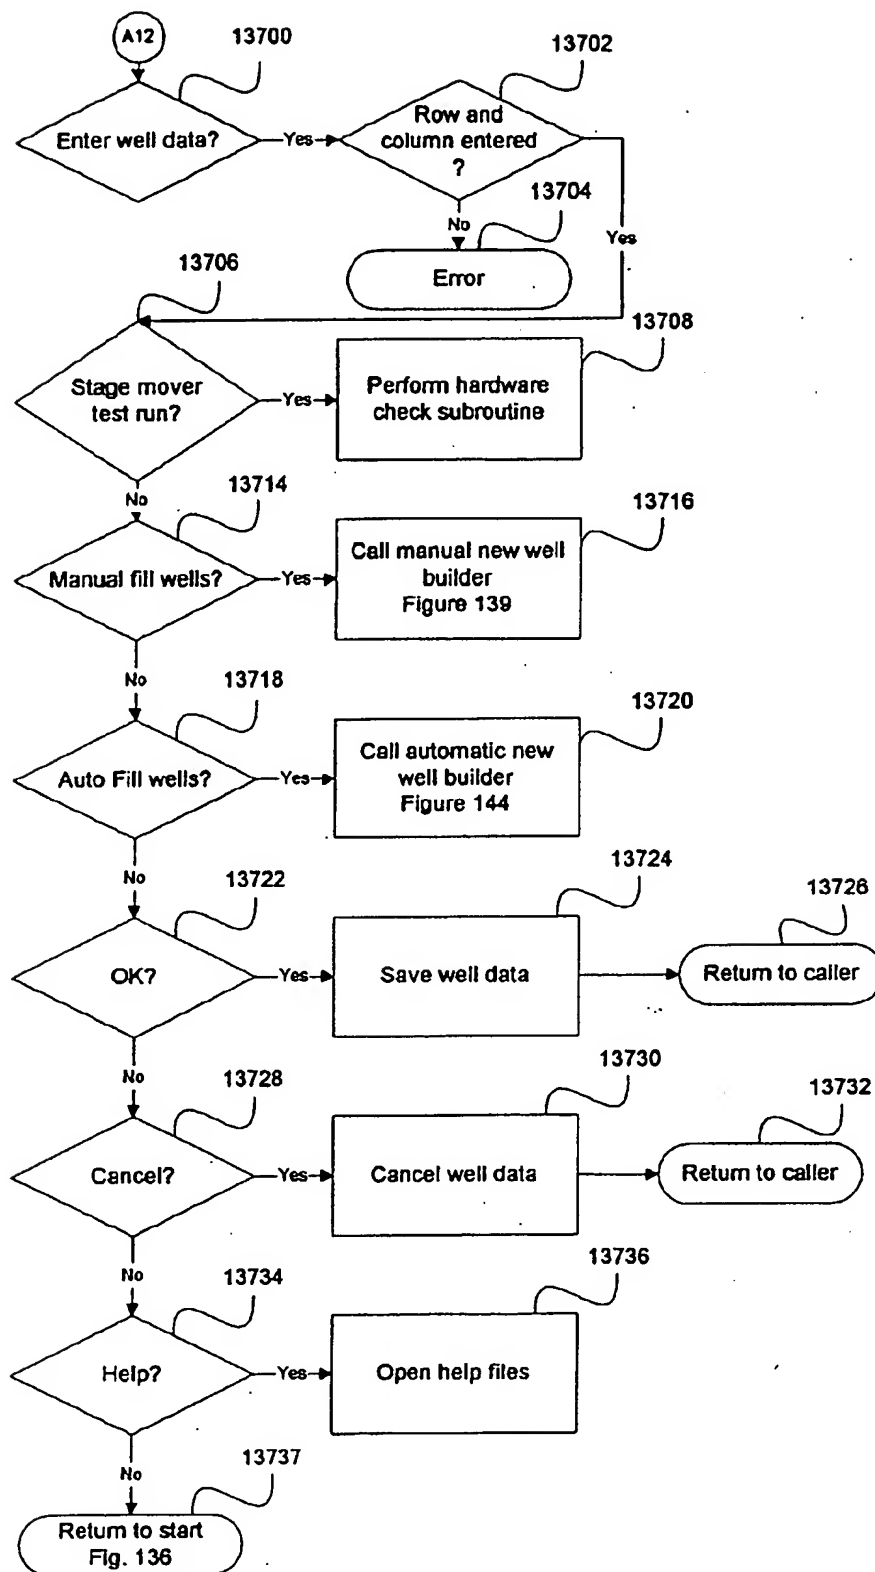 A12
13700
13702
Enter well data?
Yes
Row and
column entered
?
No
13704
Yes
Error
13706
13708
Stage mover
test run?
Yes
Perform hardware
check subroutine
No
13714
13716
Manual fill wells?
Yes
Call manual new well
builder
Figure 139
No
13718
13720
Auto Fill wells?
Yes
Call automatic new
well builder
Figure 144
No
13722
13724
13726
OK?
Yes
Save well data
Return to caller
No
13728
13730
13732
Cancel?
Yes
Cancel well data
Return to caller
No
13734
13736
Help?
Yes
Open help files
No
13737
Return to start
Fig. 136